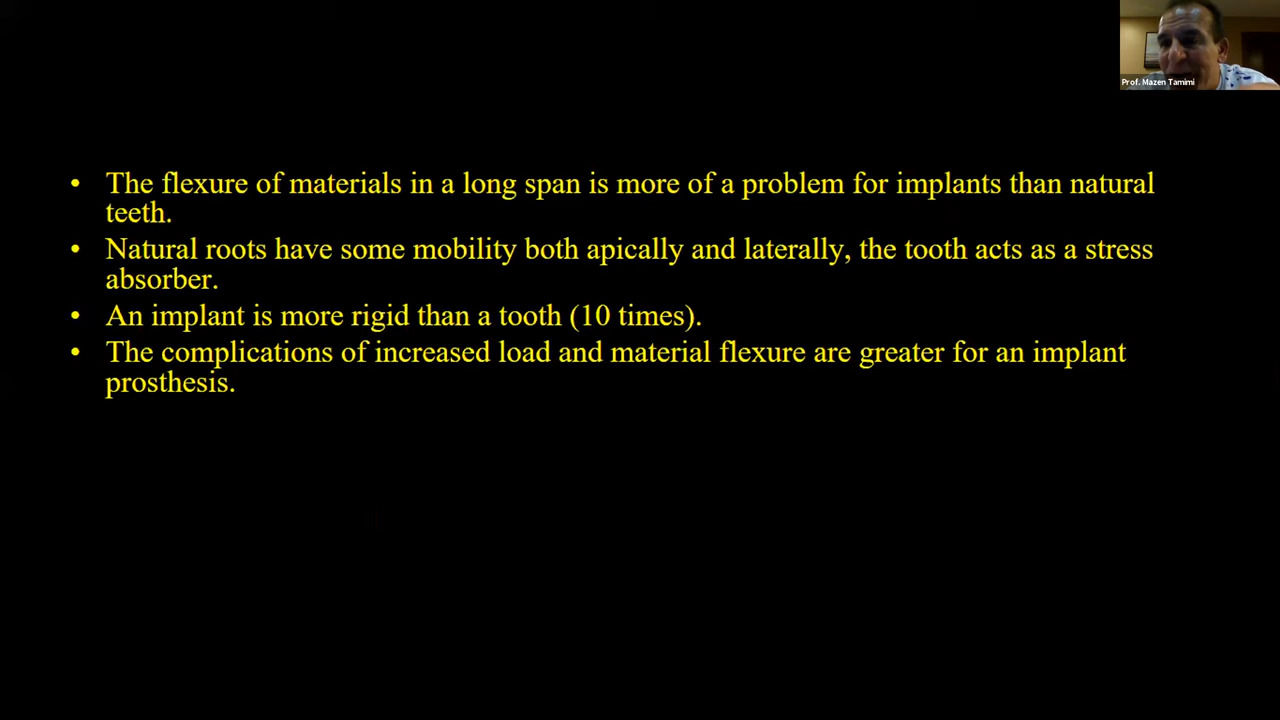 Prof. Mazen Tamimi
• The flexure of materials in a long span is more of a problem for implants than natural
teeth.
• Natural roots have some mobility both apically and laterally, the tooth acts as a stress
absorber.
• An implant is more rigid than a tooth (10 times).
• The complications of increased load and material flexure are greater for an implant
prosthesis.